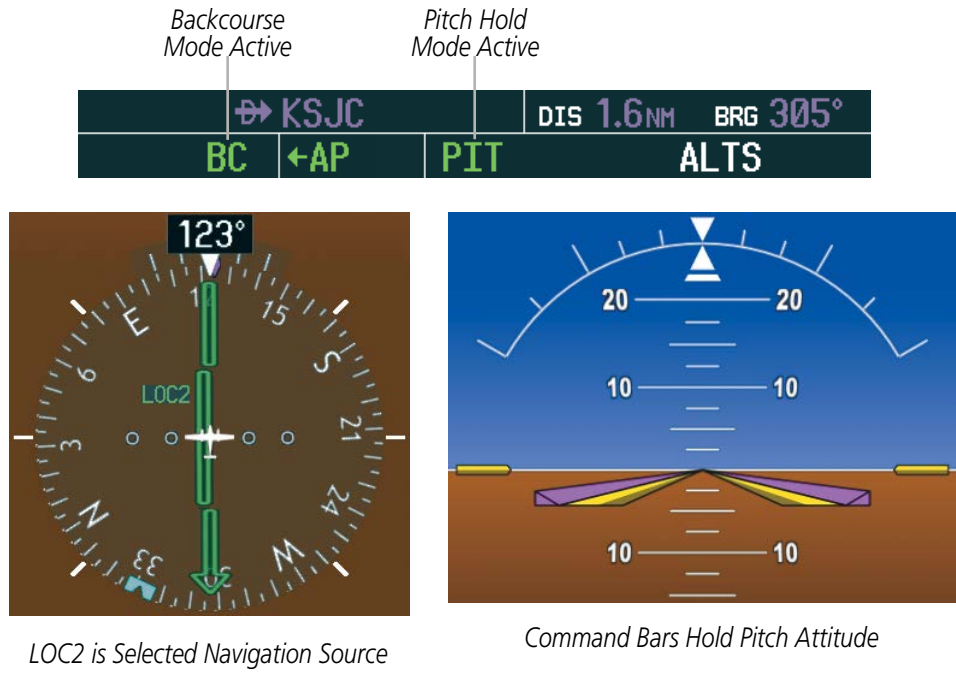 Backcourse
Mode Active
Pitch Hold
Mode Active
KSJC
DIS 1.6NM BRG 305°
BC ←AP PIT ALTS
123°
12
15
E
S
6
LOC2
3
21
24
N
W
33
20 20
10 10
10 10
LOC2 is Selected Navigation Source
Command Bars Hold Pitch Attitude